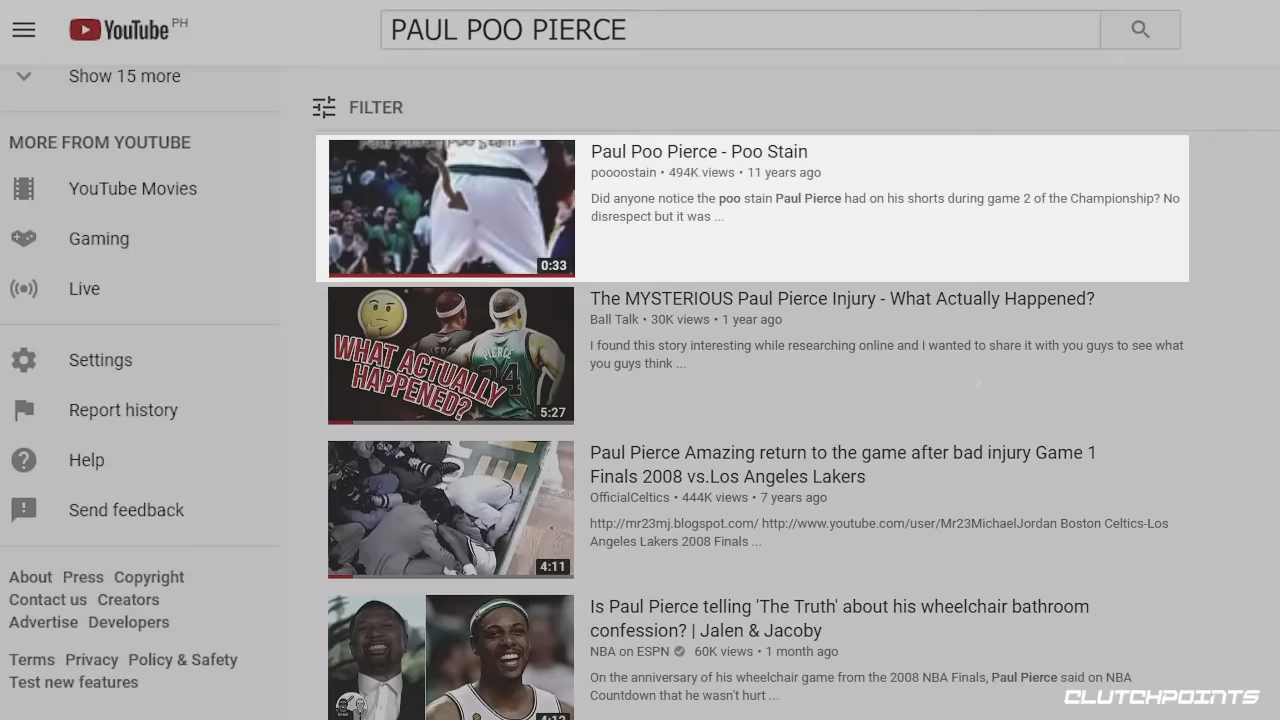 YouTube PH
PAUL POO PIERCE
Show 15 more
FILTER
MORE FROM YOUTUBE
YouTube Movies
Gaming
Live
Settings
Report history
Help
Send feedback
About Press Copyright
Contact us Creators
Advertise Developers
Terms Privacy Policy & Safety
Test new features
0:33
Paul Poo Pierce - Poo Stain
poooostain • 494K views • 11 years ago
Did anyone notice the poo stain Paul Pierce had on his shorts during game 2 of the Championship? No
disrespect but it was ...
WHAT ACTUALLY
HAPPENED?
PIERCE
5:27
The MYSTERIOUS Paul Pierce Injury - What Actually Happened?
Ball Talk • 30K views • 1 year ago
I found this story interesting while researching online and I wanted to share it with you guys to see what
you guys think ...
4:11
Paul Pierce Amazing return to the game after bad injury Game 1
Finals 2008 vs.Los Angeles Lakers
OfficialCeltics • 444K views • 7 years ago
http://mr23mj.blogspot.com/ http://www.youtube.com/user/Mr23MichaelJordan Boston Celtics-Los
Angeles Lakers 2008 Finals ...
Is Paul Pierce telling 'The Truth' about his wheelchair bathroom
confession? | Jalen & Jacoby
NBA on ESPN 60K views • 1 month ago
On the anniversary of his wheelchair game from the 2008 NBA Finals, Paul Pierce said on NBA
Countdown that he wasn't hurt ...
CLUTCHPOINTS